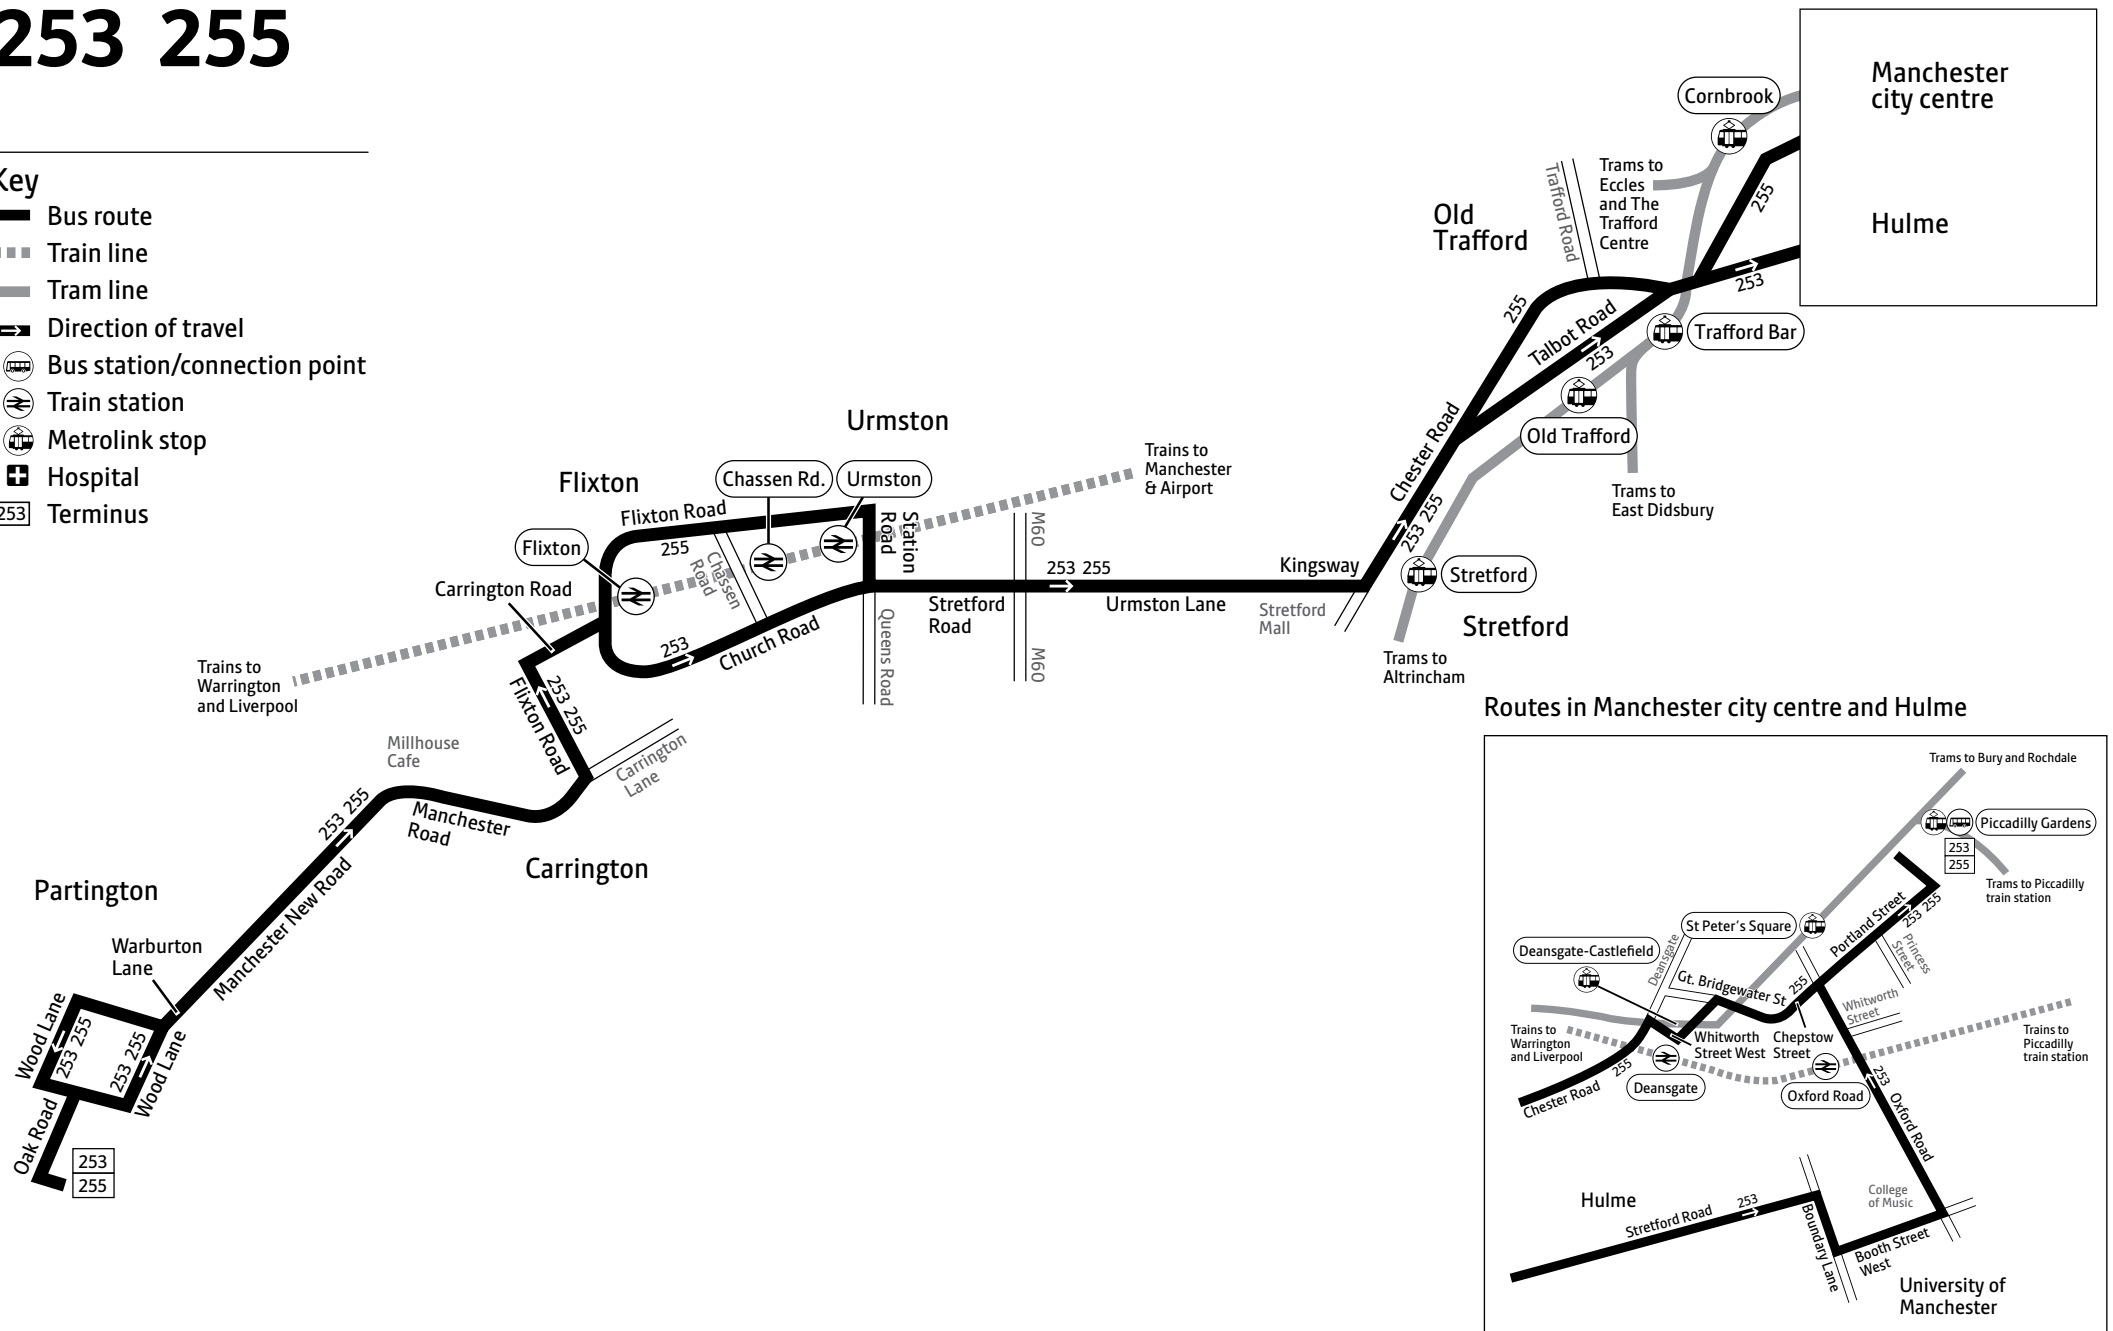 253 255
Key
Bus route
Train line
Tram line
Direction of travel
Bus station/connection point
Train station
Metrolink stop
Hospital
253
Terminus
Manchester
city centre
Hulme
Cornbrook
Trams to
Eccles
and The
Trafford
Centre
Trafford Road
Old
Trafford
255
253
255
Talbot Road
253
Trafford Bar
Old Trafford
Trams to
East Didsbury
Chester Road
253 255
Stretford
Stretford
Trams to
Altrincham
Kingsway
Stretford
Mall
Urmston Lane
253 255
Stretford
Road
M60
M60
Trains to
Manchester
& Airport
Urmston
Urmston
Chassen Rd.
Flixton
Flixton Road
255
Station
Road
Chassen
Road
Flixton
Carrington Road
253
Church Road
Queens Road
Trains to
Warrington
and Liverpool
253 255
Flixton Road
Carrington
Lane
Millhouse
Cafe
253 255
Manchester
Road
Carrington
Manchester New Road
Partington
Warburton
Lane
Wood Lane
253 255
253 255
Wood Lane
Oak Road
253
255
Routes in Manchester city centre and Hulme
Trams to Bury and Rochdale
Piccadilly Gardens
253
255
Trams to Piccadilly
train station
Portland Street
253 255
Princess
Street
St Peter's Square
Deansgate
Deansgate-Castlefield
Gt. Bridgewater St
255
Whitworth
Street
Trains to
Warrington
and Liverpool
Whitworth
Street West
Chepstow
Street
Trains to
Piccadilly
train station
255
Chester Road
Deansgate
Oxford Road
253
Oxford Road
Hulme
Stretford Road
253
College
of Music
Boundary Lane
Booth Street
West
University of
Manchester